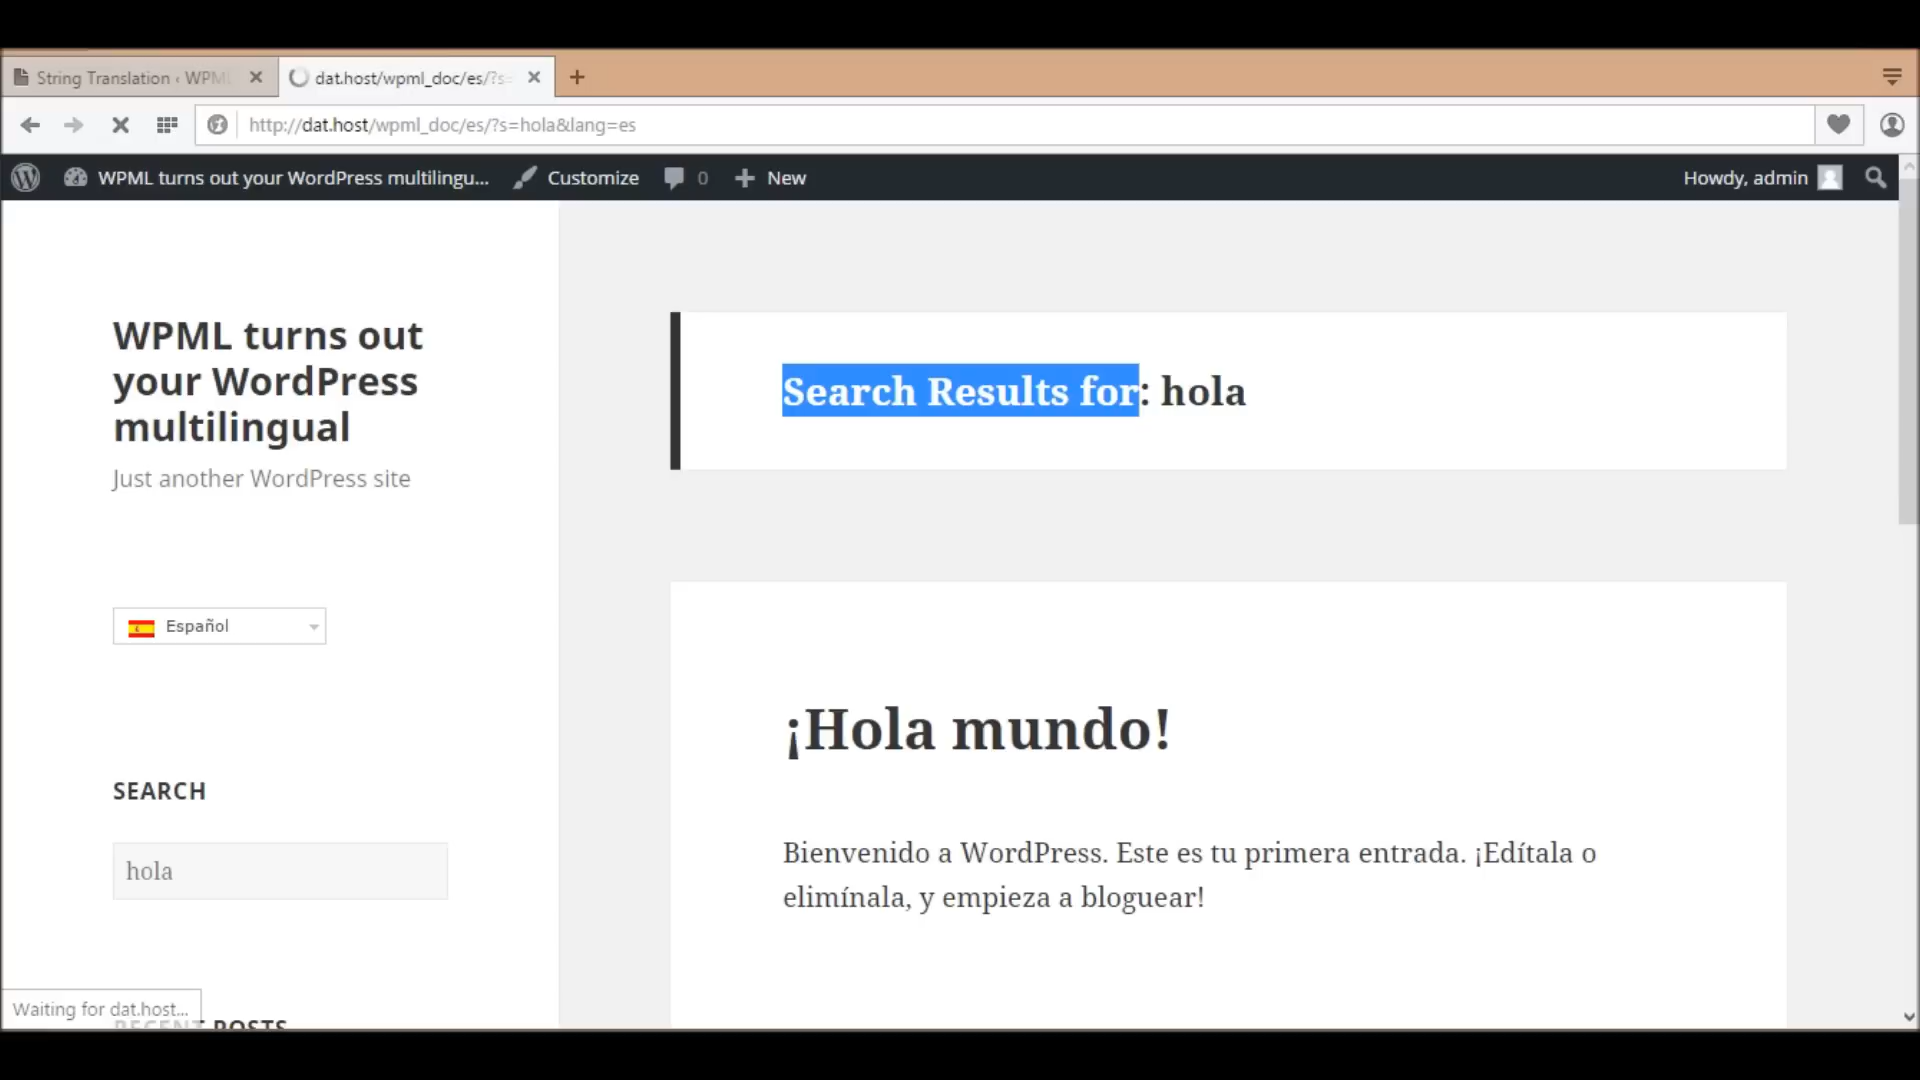 String Translation ‹ WPML
dat.host/wpml_doc/es/?s=
http://dat.host/wpml_doc/es/?s=hola&lang=es
WPML turns out your WordPress multilingu... Customize 0 New Howdy, admin
WPML turns out
your WordPress
multilingual
Just another WordPress site
Español
SEARCH
hola
Search Results for: hola
¡Hola mundo!
Bienvenido a WordPress. Este es tu primera entrada. ¡Edítala o
elimínala, y empieza a bloguear!
RECENT POSTS
Waiting for dat.host...